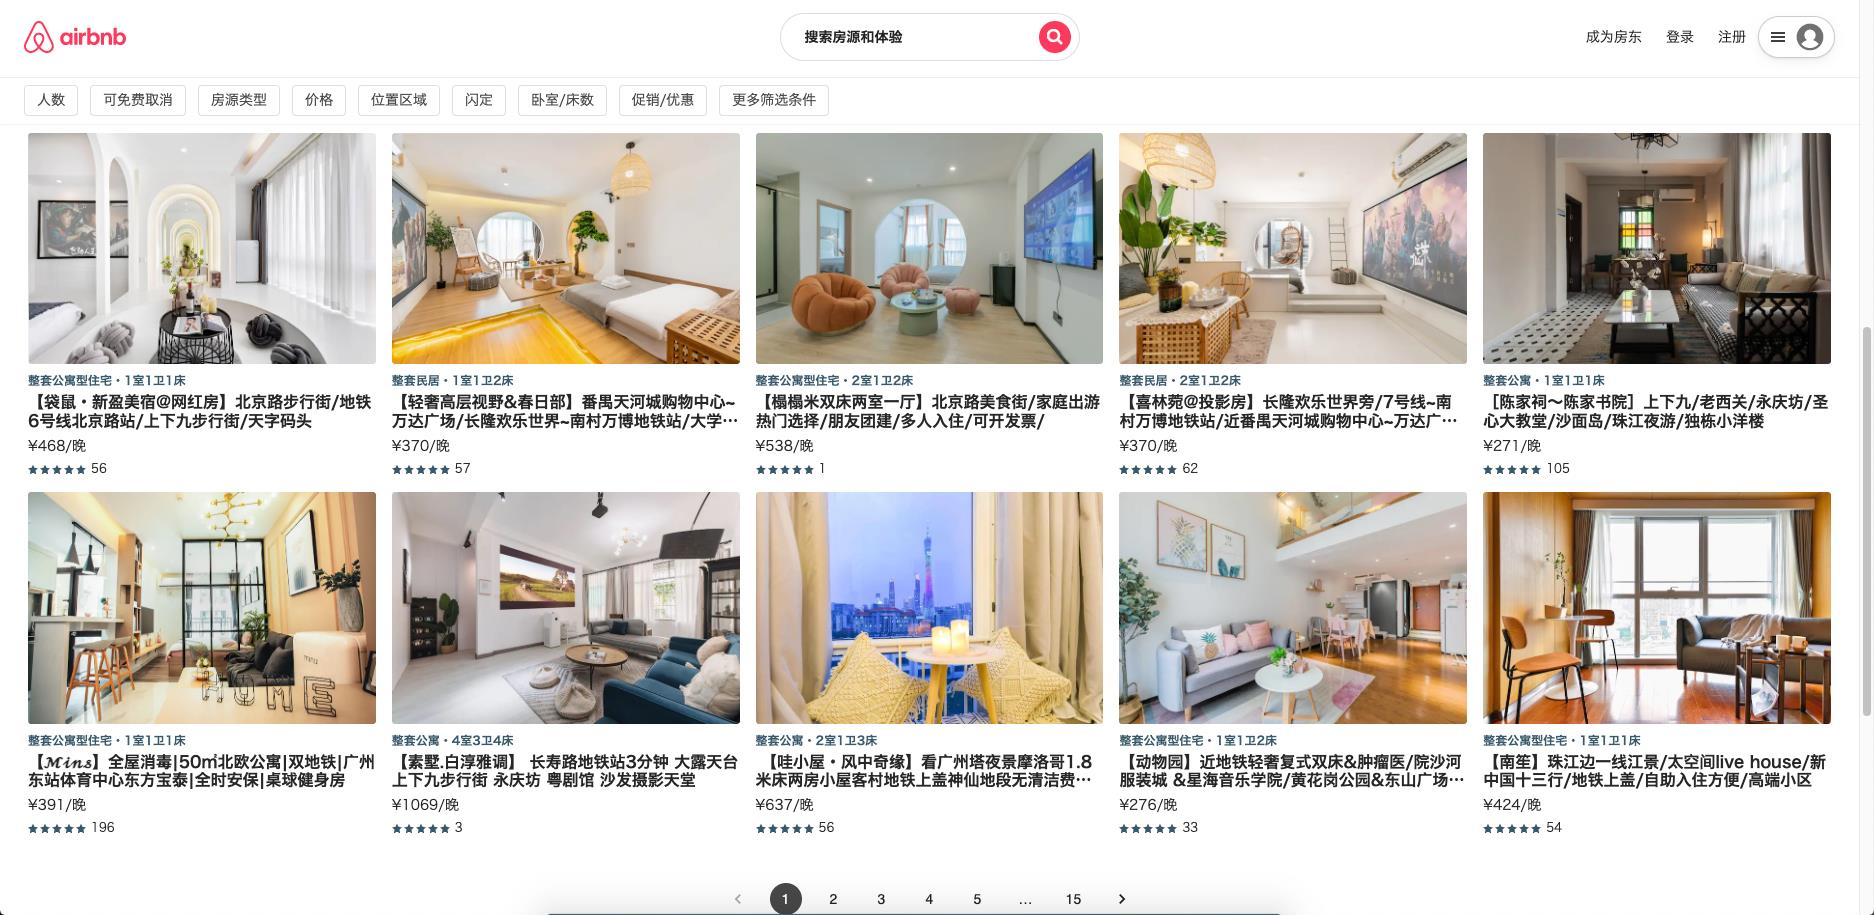 airbnb
搜索房源和体验
成为房东 登录 注册
人数 可免费取消 房源类型 价格 位置区域 闪定 卧室/床数 促销/优惠 更多筛选条件
整套公寓型住宅・1室1卫1床
【袋鼠・新盈美宿@网红房】北京路步行街/地铁
6号线北京路站/上下九步行街/天字码头
¥468/晚
★★★★★ 56
整套民居・1室1卫2床
【轻奢高层视野&春日部】番禺天河城购物中心~
万达广场/长隆欢乐世界~南村万博地铁站/大学…
¥370/晚
★★★★★ 57
整套公寓型住宅・2室1卫2床
【榻榻米双床两室一厅】北京路美食街/家庭出游
热门选择/朋友团建/多人入住/可开发票/
¥538/晚
★★★★★ 1
整套民居・2室1卫2床
【喜林苑@投影房】长隆欢乐世界旁/7号线~南
村万博地铁站/近番禺天河城购物中心~万达广…
¥370/晚
★★★★★ 62
整套公寓・1室1卫1床
［陈家祠～陈家书院］上下九/老西关/永庆坊/圣
心大教堂/沙面岛/珠江夜游/独栋小洋楼
¥271/晚
★★★★★ 105
HOME
整套公寓型住宅・1室1卫1床
【𝓜𝓲𝓷𝓼】全屋消毒|50㎡北欧公寓|双地铁|广州
东站体育中心东方宝泰|全时安保|桌球健身房
¥391/晚
★★★★★ 196
整套公寓・4室3卫4床
【素墅.白淳雅调】 长寿路地铁站3分钟 大露天台
上下九步行街 永庆坊 粤剧馆 沙发摄影天堂
¥1069/晚
★★★★★ 3
整套公寓・2室1卫3床
【哇小屋・风中奇缘】看广州塔夜景摩洛哥1.8
米床两房小屋客村地铁上盖神仙地段无清洁费…
¥637/晚
★★★★★ 56
整套公寓型住宅・1室1卫2床
【动物园】近地铁轻奢复式双床&肿瘤医/院沙河
服装城 &星海音乐学院/黄花岗公园&东山广场…
¥276/晚
★★★★★ 33
整套公寓型住宅・1室1卫1床
【南笙】珠江边一线江景/太空间live house/新
中国十三行/地铁上盖/自助入住方便/高端小区
¥424/晚
★★★★★ 54
‹ 1 2 3 4 5 … 15 ›